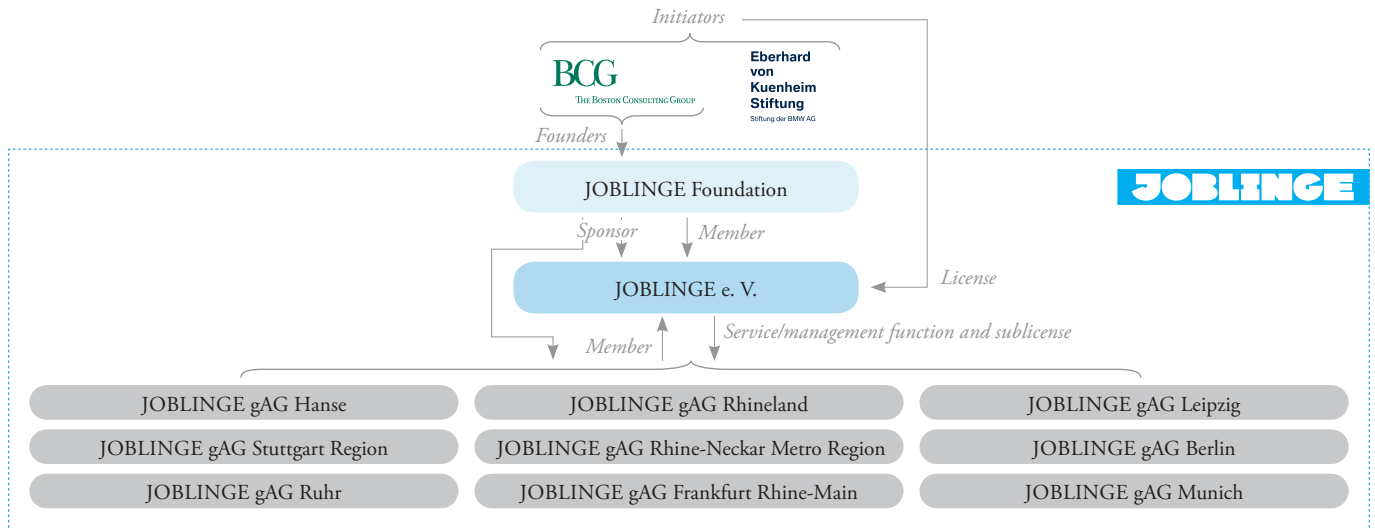 Initiators
BCG
THE BOSTON CONSULTING GROUP
Eberhard
von
Kuenheim
Stiftung
Stiftung der BMW AG
Founders
JOBLINGE Foundation
JOBLINGE
Sponsor
Member
JOBLINGE e. V.
License
Member
Service/management function and sublicense
JOBLINGE gAG Hanse
JOBLINGE gAG Rhineland
JOBLINGE gAG Leipzig
JOBLINGE gAG Stuttgart Region
JOBLINGE gAG Rhine-Neckar Metro Region
JOBLINGE gAG Berlin
JOBLINGE gAG Ruhr
JOBLINGE gAG Frankfurt Rhine-Main
JOBLINGE gAG Munich